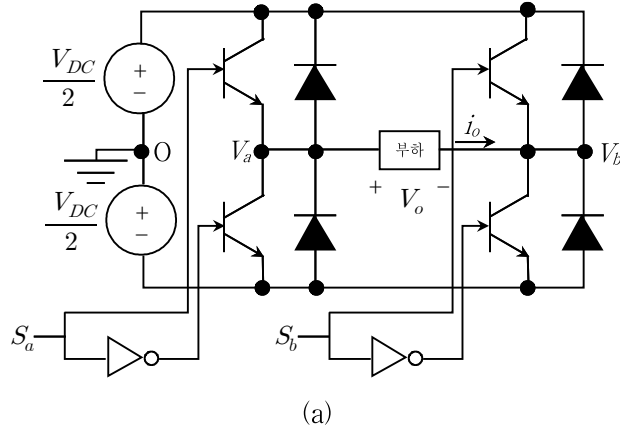 V_DC/2
+
−
O
V_a
부하
i_o
V_b
+ V_o −
V_DC/2
+
−
S_a
S_b
(a)